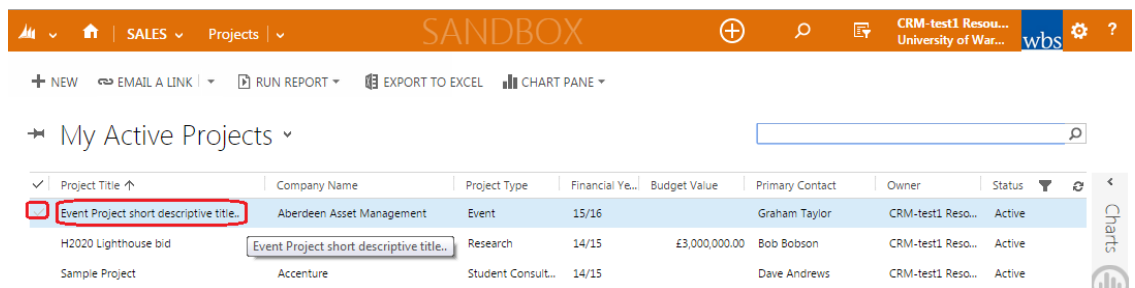 SALES Projects SANDBOX CRM-test1 Resou... wbs ?
University of War...
NEW EMAIL A LINK RUN REPORT EXPORT TO EXCEL CHART PANE
My Active Projects
Project Title Company Name Project Type Financial Ye... Budget Value Primary Contact Owner Status
Event Project short descriptive title.. Aberdeen Asset Management Event 15/16 Graham Taylor CRM-test1 Reso... Active
H2020 Lighthouse bid Event Project short descriptive title.. Research 14/15 £3,000,000.00 Bob Bobson CRM-test1 Reso... Active
Sample Project Accenture Student Consult... 14/15 Dave Andrews CRM-test1 Reso... Active
Charts